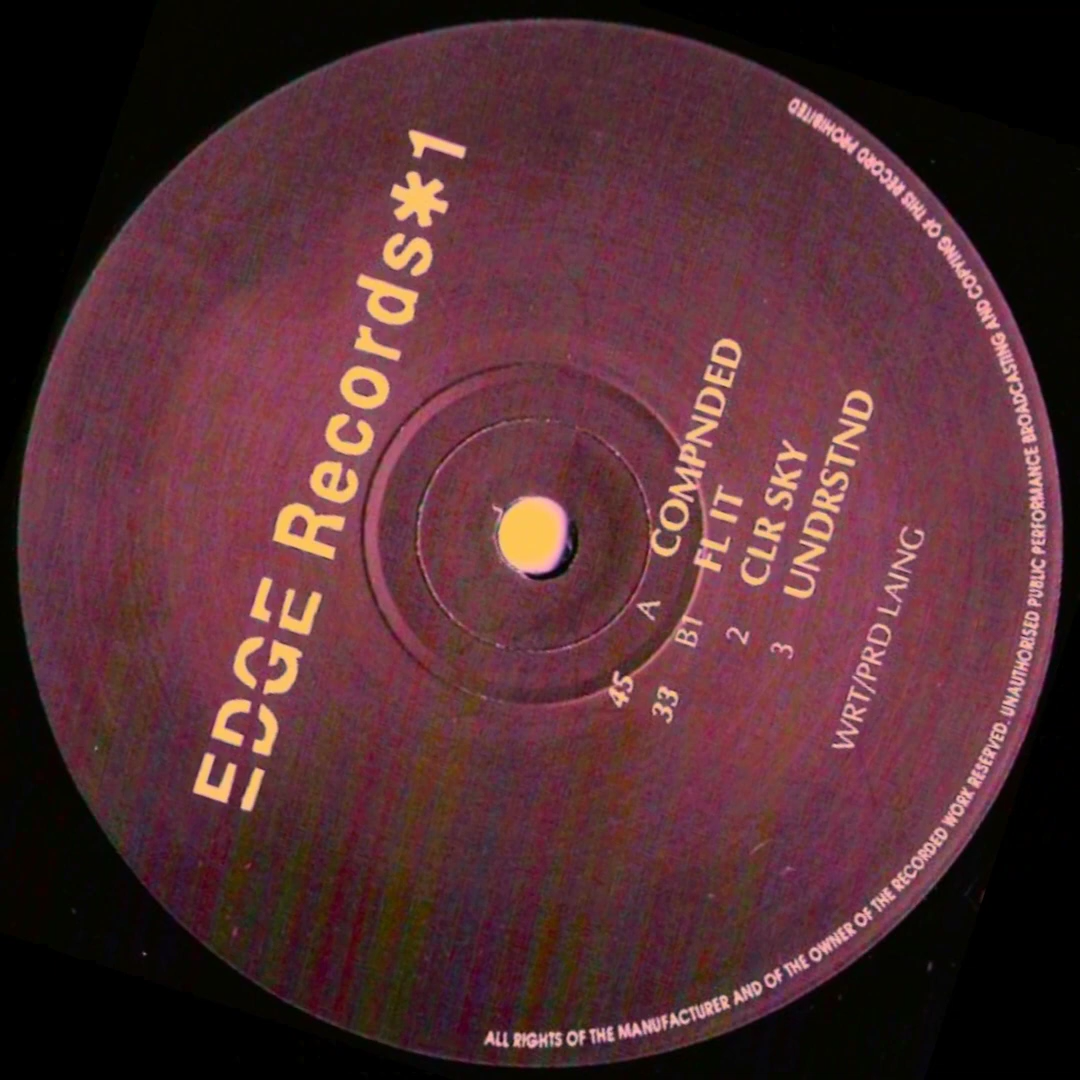 EDGE Records*1
45 A COMPNDED
33 B1 FL IT
2 CLR SKY
3 UNDRSTND
WRT/PRD LAING
ALL RIGHTS OF THE MANUFACTURER AND OF THE OWNER OF THE RECORDED WORK RESERVED. UNAUTHORISED PUBLIC PERFORMANCE BROADCASTING AND COPYING OF THIS RECORD PROHIBITED